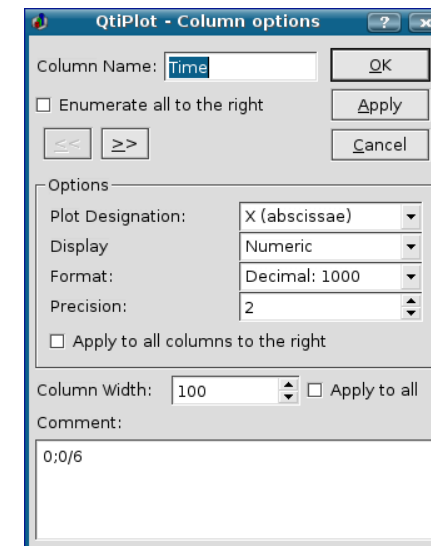 QtiPlot - Column options ? x
Column Name: Time OK
Enumerate all to the right Apply
<< >> Cancel
Options
Plot Designation: X (abscissae)
Display Numeric
Format: Decimal: 1000
Precision: 2
Apply to all columns to the right
Column Width: 100 Apply to all
Comment:
0;0/6